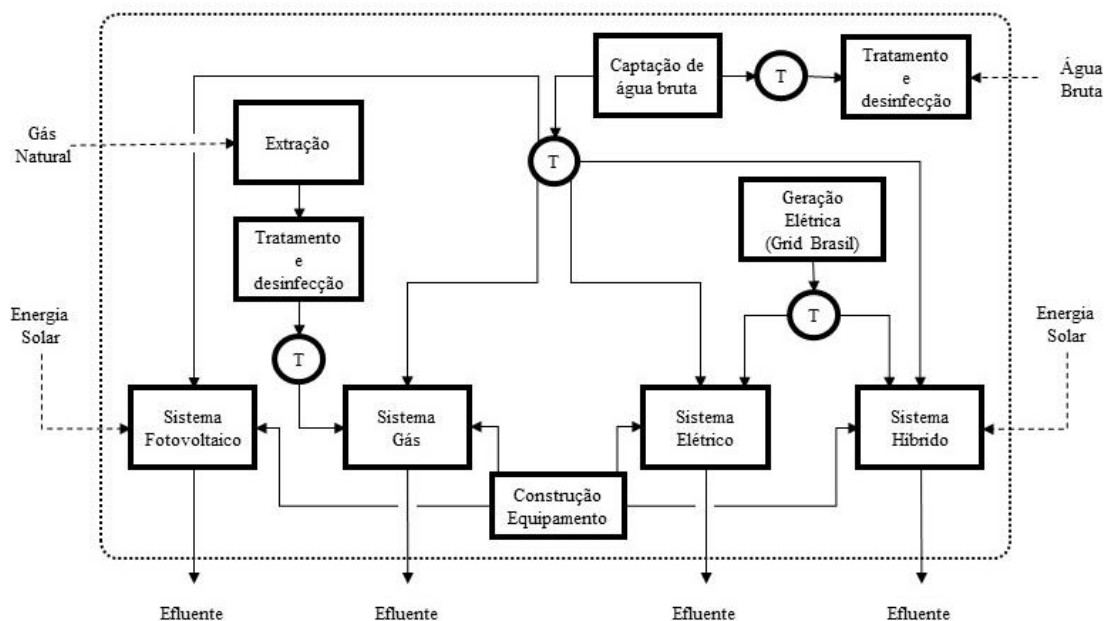 Captação de
água bruta
T
Tratamento
e
desinfecção
Água
Bruta
Gás
Natural
Extração
T
Geração
Elétrica
(Grid Brasil)
Tratamento
e
desinfecção
Energia
Solar
T
T
Energia
Solar
Sistema
Fotovoltaico
Sistema
Gás
Sistema
Elétrico
Sistema
Híbrido
Construção
Equipamento
Efluente
Efluente
Efluente
Efluente